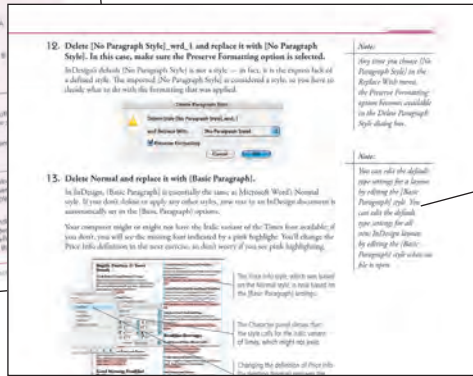 12. Delete [No Paragraph Style]_wrd_1 and replace it with [No Paragraph
Style]. In this case, make sure the Preserve Formatting option is selected.
InDesign's default [No Paragraph Style] is not a style — in fact, it is the express lack of
a defined style. The imported [No Paragraph Style] is considered a style, so you have to
decide what to do with the formatting that was applied.
Delete Paragraph Style
Delete Style [No Paragraph Style]_wrd_1
and Replace With: [No Paragraph Style]
Preserve Formatting
Cancel
13. Delete Normal and replace it with [Basic Paragraph].
In InDesign, [Basic Paragraph] is essentially the same as Microsoft Word's Normal
style. If you don't define or apply any other styles, your text in an InDesign document is
automatically set in the [Basic Paragraph] options.
Your computer might or might not have the Italic variant of the Times font available; if
you don't, you will see the missing font indicated by a pink highlight. You'll change the
Price Info definition in the next exercise, so don't worry if you see pink highlighting.
The Price Info style, which was based
on the Normal style, is now based on
the [Basic Paragraph] settings.
The Character panel shows that
the style calls for the Italic variant
of Times, which might not exist.
Changing the definition of Price Info
Note:
Any time you choose [No
Paragraph Style] in the
Replace With menu,
the Preserve Formatting
option becomes available
in the Delete Paragraph
Style dialog box.
Note:
You can edit the default
type settings for a layout
by editing the [Basic
Paragraph] style. You
can edit the default
type settings for all
new InDesign layouts
by editing the [Basic
Paragraph] style when no
file is open.